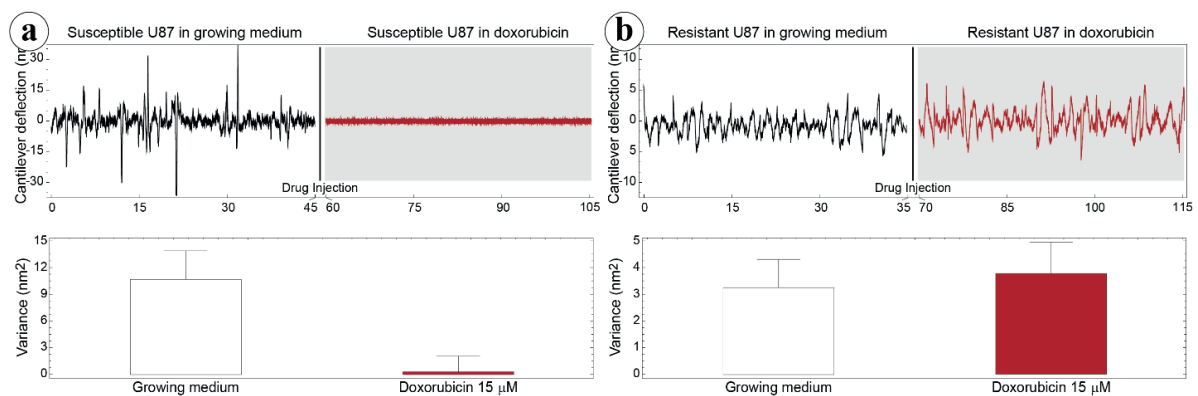 a
Susceptible U87 in growing medium
Susceptible U87 in doxorubicin
Cantilever deflection (nm
30
15
0
-15
-30
Drug Injection
0 15 30 45 60 75 90 105
Variance (nm2)
15
12
9
6
3
0
Growing medium
Doxorubicin 15 μM
b
Resistant U87 in growing medium
Resistant U87 in doxorubicin
Cantilever deflection (nm
10
5
0
5
-10
Drug Injection
0 15 30 35 70 85 100 115
Variance (nm2)
5
4
3
2
1
0
Growing medium
Doxorubicin 15 μM